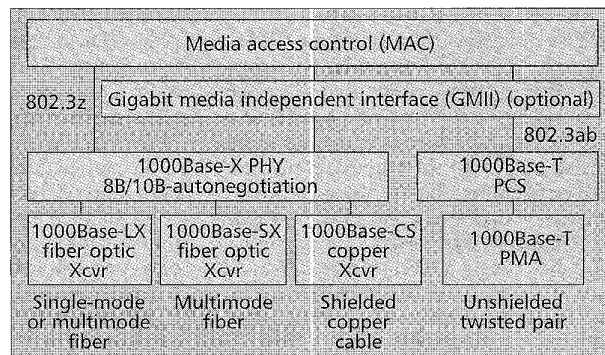 Media access control (MAC)
802.3z
Gigabit media independent interface (GMII) (optional)
802.3ab
1000Base-X PHY
8B/10B-autonegotiation
1000Base-T
PCS
1000Base-LX
fiber optic
Xcvr
1000Base-SX
fiber optic
Xcvr
1000Base-CS
copper
Xcvr
1000Base-T
PMA
Single-mode
or multimode
fiber
Multimode
fiber
Shielded
copper
cable
Unshielded
twisted pair